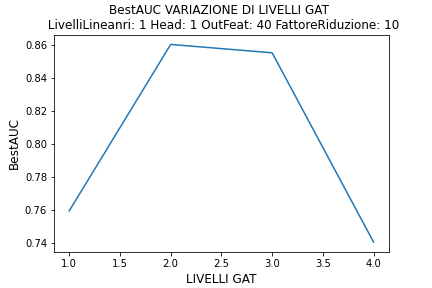 BestAUC VARIAZIONE DI LIVELLI GAT
LivelliLineanri: 1 Head: 1 OutFeat: 40 FattoreRiduzione: 10
0.86
0.84
0.82
0.80
0.78
0.76
0.74
BestAUC
1.0 1.5 2.0 2.5 3.0 3.5 4.0
LIVELLI GAT